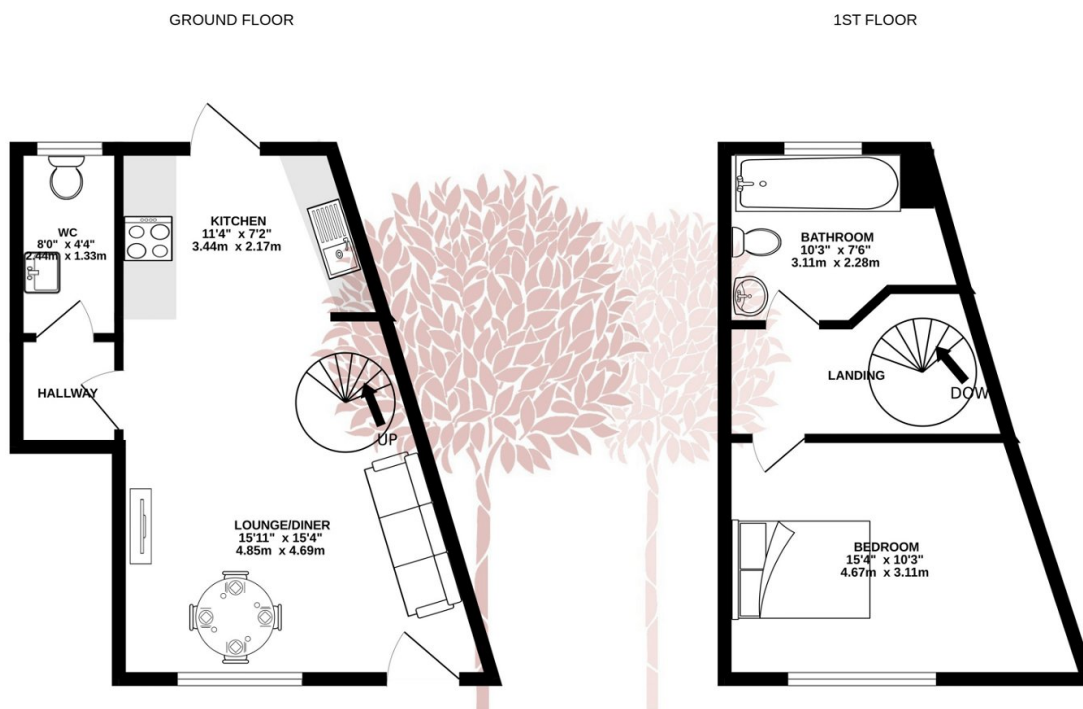 GROUND FLOOR
1ST FLOOR
WC
8'0" x 4'4"
2.44m x 1.33m
KITCHEN
11'4" x 7'2"
3.44m x 2.17m
HALLWAY
UP
LOUNGE/DINER
15'11" x 15'4"
4.85m x 4.69m
BATHROOM
10'3" x 7'6"
3.11m x 2.28m
LANDING
DOW
BEDROOM
15'4" x 10'3"
4.67m x 3.11m